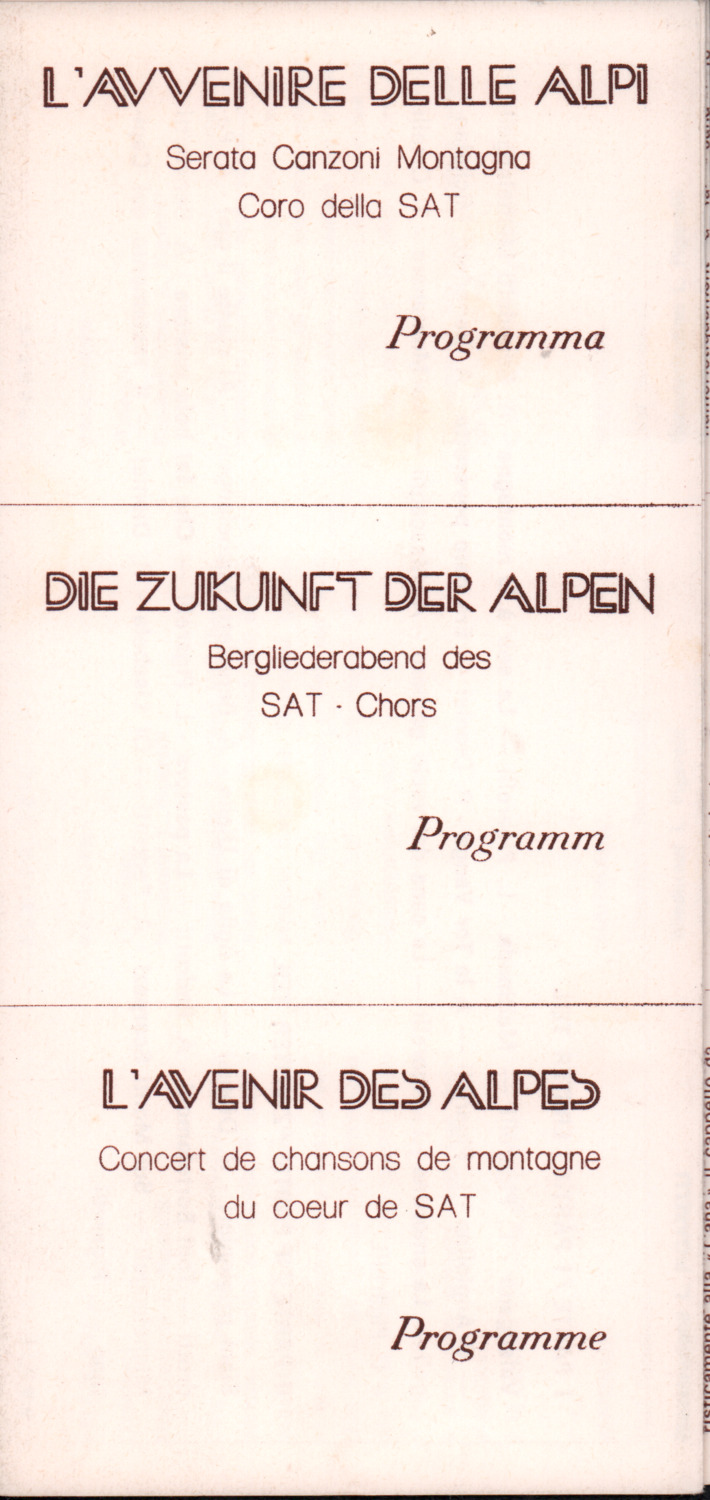 L'AVVENIRE DELLE ALPI
Serata Canzoni Montagna
Coro della SAT
Programma
DIE ZUKUNFT DER ALPEN
Bergliederabend des
SAT - Chors
Programm
L'AVENIR DES ALPES
Concert de chansons de montagne
du coeur de SAT
Programme